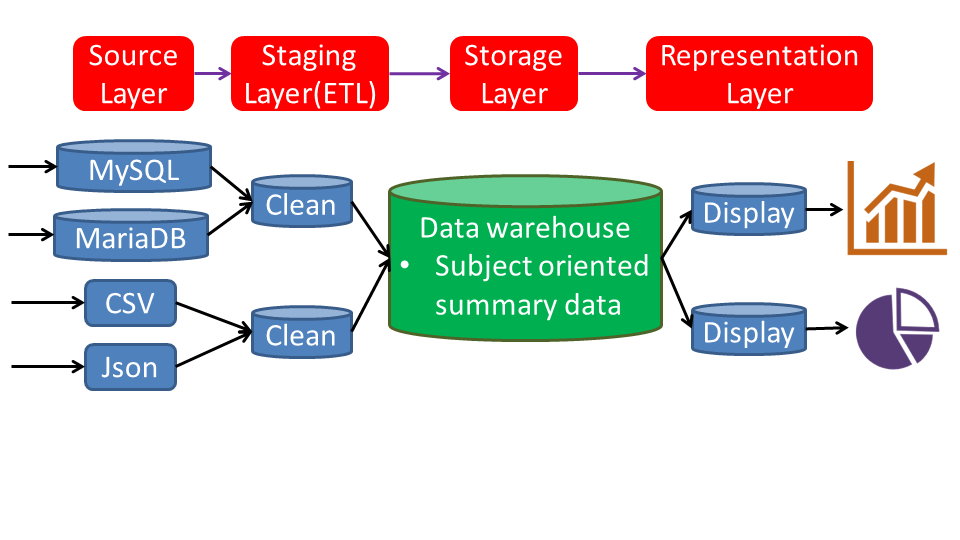 Source
Layer
Staging
Layer(ETL)
Storage
Layer
Representation
Layer
MySQL
MariaDB
CSV
Json
Clean
Clean
Data warehouse
• Subject oriented
summary data
Display
Display